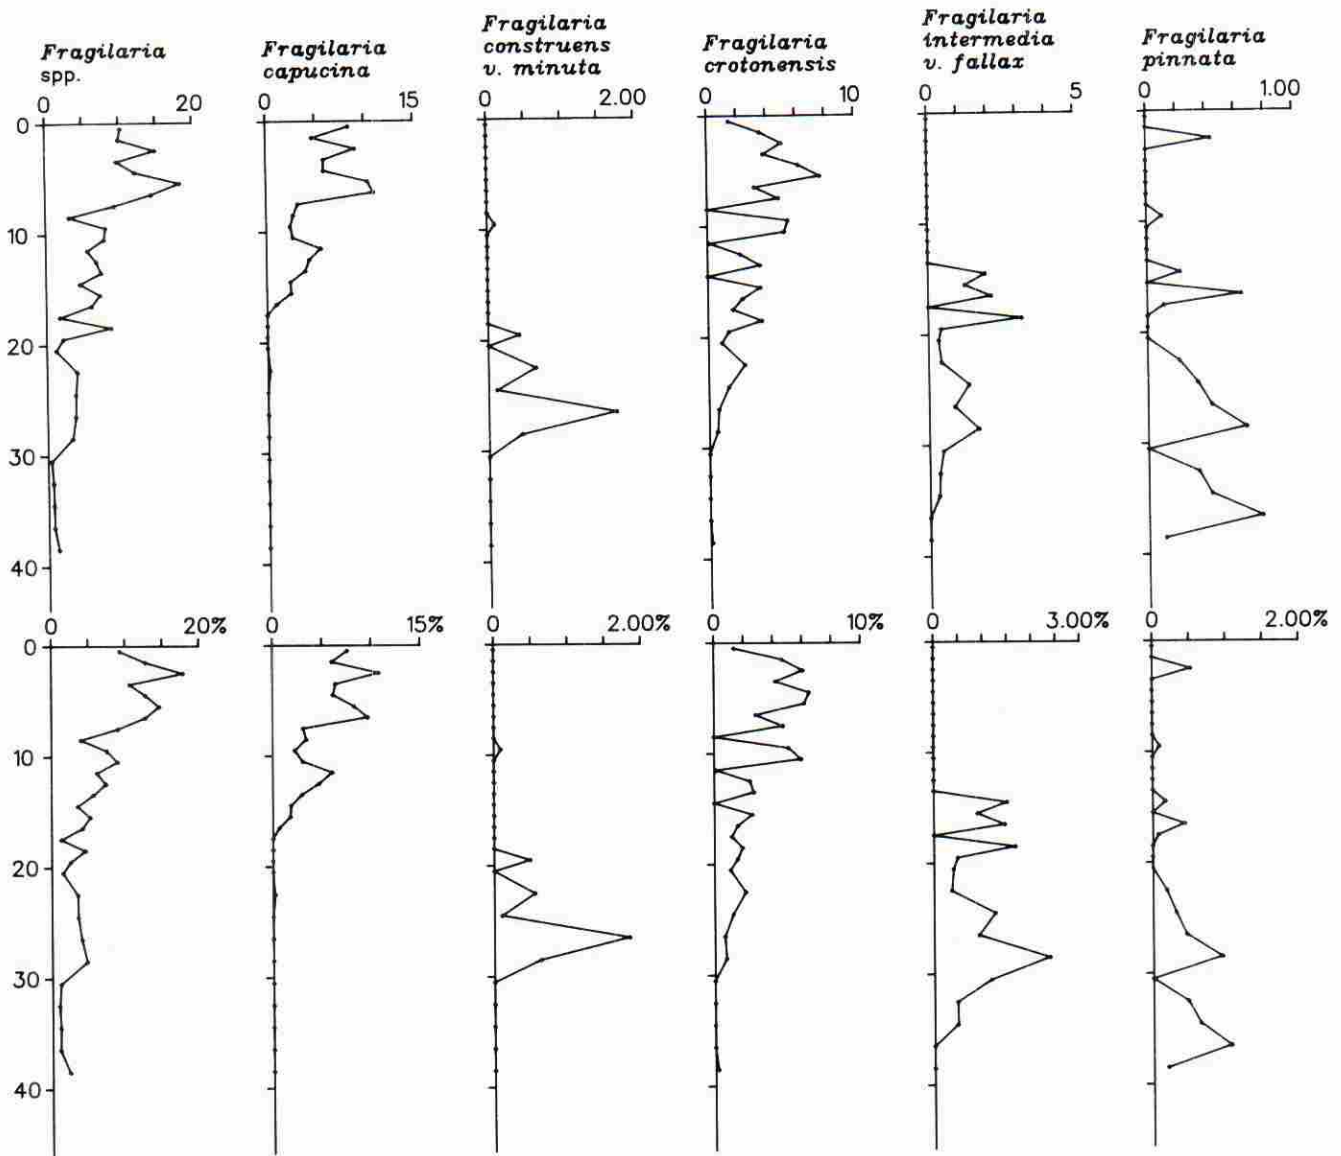 Fragilaria
spp.
0 20
Fragilaria
capucina
0 15
Fragilaria
construens
v. minuta
0 2.00
Fragilaria
crotonensis
0 10
Fragilaria
intermedia
v. fallax
0 5
Fragilaria
pinnata
0 1.00
0
10
20
30
40
0 20%
0 15%
0 2.00%
0 10%
0 3.00%
0 2.00%
0
10
20
30
40